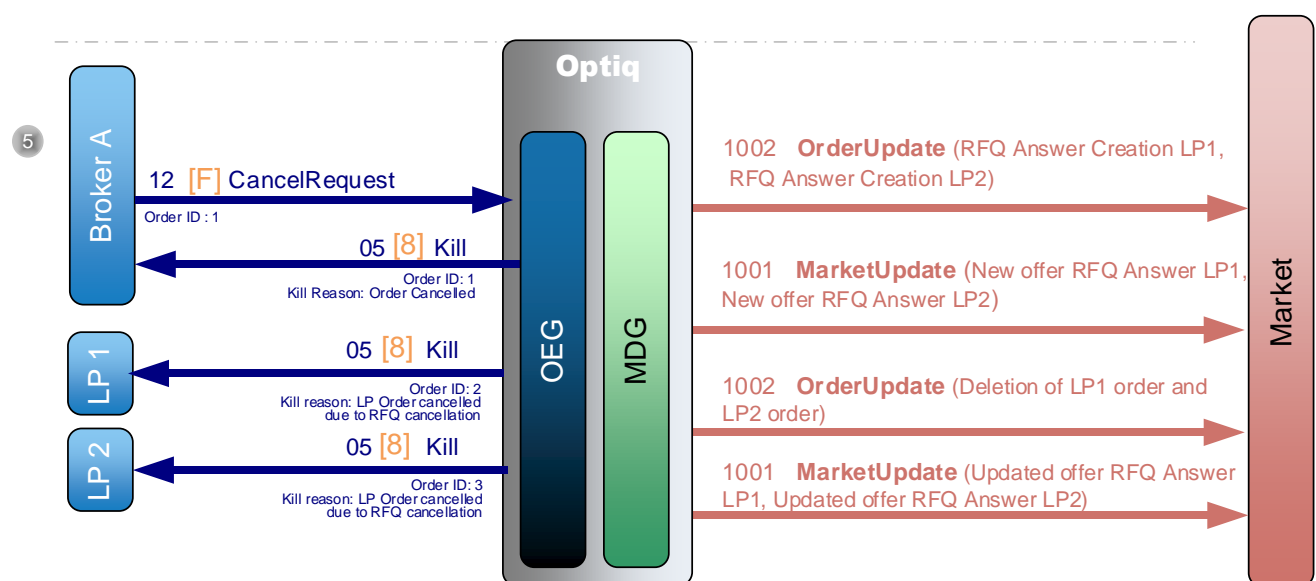 Optiq
5
Broker A
12 [F] CancelRequest
Order ID : 1
05 [8] Kill
Order ID: 1
Kill Reason: Order Cancelled
LP 1
05 [8] Kill
Order ID: 2
Kill reason: LP Order cancelled
due to RFQ cancellation
LP 2
05 [8] Kill
Order ID: 3
Kill reason: LP Order cancelled
due to RFQ cancellation
OEG
MDG
1002 OrderUpdate (RFQ Answer Creation LP1,
RFQ Answer Creation LP2)
1001 MarketUpdate (New offer RFQ Answer LP1,
New offer RFQ Answer LP2)
1002 OrderUpdate (Deletion of LP1 order and
LP2 order)
1001 MarketUpdate (Updated offer RFQ Answer
LP1, Updated offer RFQ Answer LP2)
Market